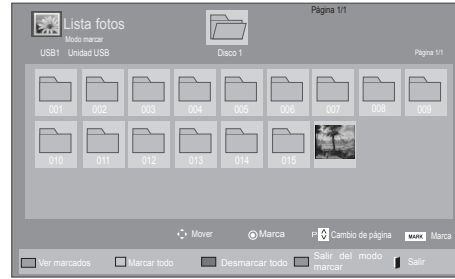 Página 1/1
Lista fotos
Modo marcar
USB1 Unidad USB Disco 1 Página 1/1
001 002 003 004 005 006 007 008 009
010 011 012 013 014 015
Mover Marca P Cambio de página MARK Marca
Ver marcados Marcar todo Desmarcar todo Salir del modo marcar Salir